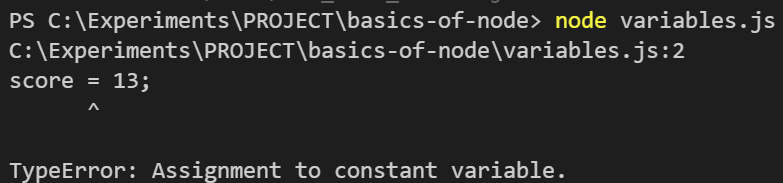 PS C:\Experiments\PROJECT\basics-of-node> node variables.js
C:\Experiments\PROJECT\basics-of-node\variables.js:2
score = 13;
^
TypeError: Assignment to constant variable.